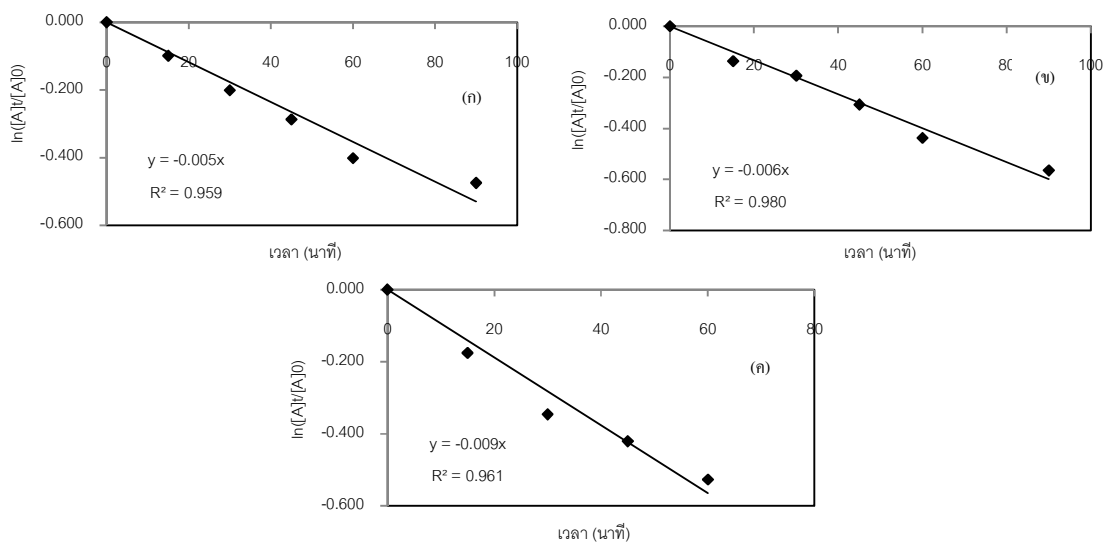 0.000
-0.200
-0.400
-0.600
0 20 40 60 80 100
ln([A]t/[A]0)
(ก)
y = -0.005x
R² = 0.959
เวลา (นาที)
0.000
-0.200
-0.400
-0.600
-0.800
0 20 40 60 80 100
ln([A]t/[A]0)
(ข)
y = -0.006x
R² = 0.980
เวลา (นาที)
0.000
-0.200
-0.400
-0.600
0 20 40 60 80
ln([A]t/[A]0)
(ค)
y = -0.009x
R² = 0.961
เวลา (นาที)